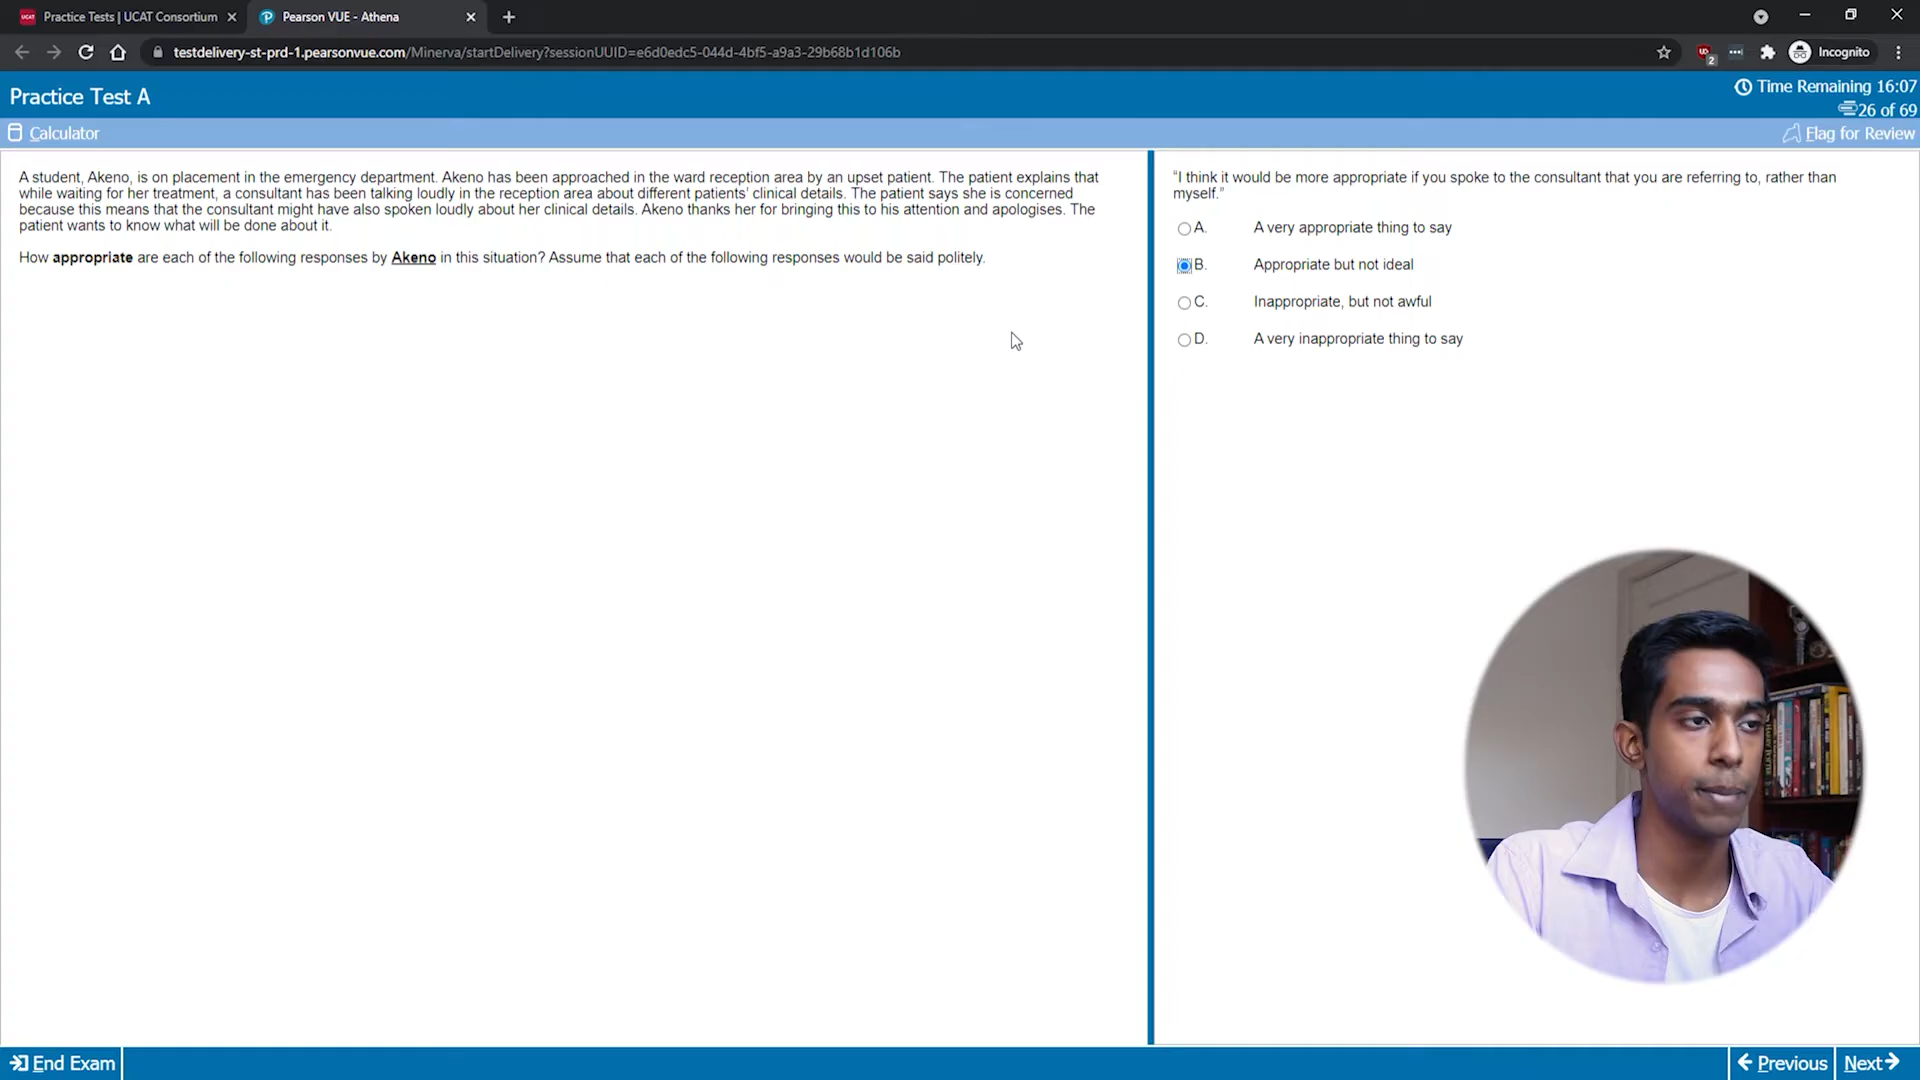 Practice Tests | UCAT Consortium
Pearson VUE - Athena
testdelivery-st-prd-1.pearsonvue.com/Minerva/startDelivery?sessionUUID=e6d0edc5-044d-4bf5-a9a3-29b68b1d106b
2
Incognito
Practice Test A
Time Remaining 16:07
26 of 69
Calculator
Flag for Review
A student, Akeno, is on placement in the emergency department. Akeno has been approached in the ward reception area by an upset patient. The patient explains that
while waiting for her treatment, a consultant has been talking loudly in the reception area about different patients' clinical details. The patient says she is concerned
because this means that the consultant might have also spoken loudly about her clinical details. Akeno thanks her for bringing this to his attention and apologises. The
patient wants to know what will be done about it.
How appropriate are each of the following responses by Akeno in this situation? Assume that each of the following responses would be said politely.
“I think it would be more appropriate if you spoke to the consultant that you are referring to, rather than
myself.”
A. A very appropriate thing to say
B. Appropriate but not ideal
C. Inappropriate, but not awful
D. A very inappropriate thing to say
End Exam
Previous
Next